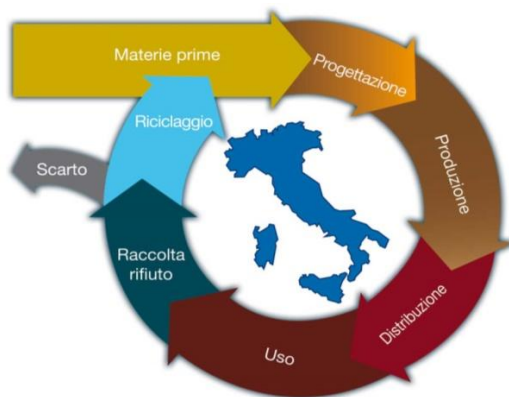 Materie prime
Progettazione
Produzione
Distribuzione
Uso
Raccolta
rifiuto
Riciclaggio
Scarto